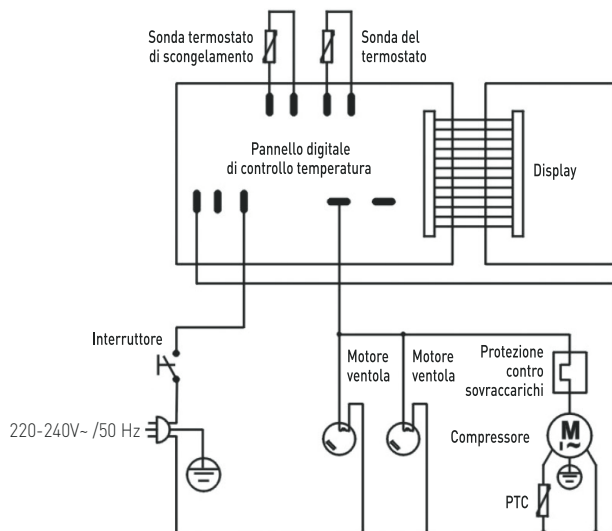 Sonda termostato
di scongelamento
Sonda del
termostato
Pannello digitale
di controllo temperatura
Display
Interruttore
Motore
ventola
Motore
ventola
Protezione
contro
sovraccarichi
220-240V~ /50 Hz
Compressore
M
I ~
PTC